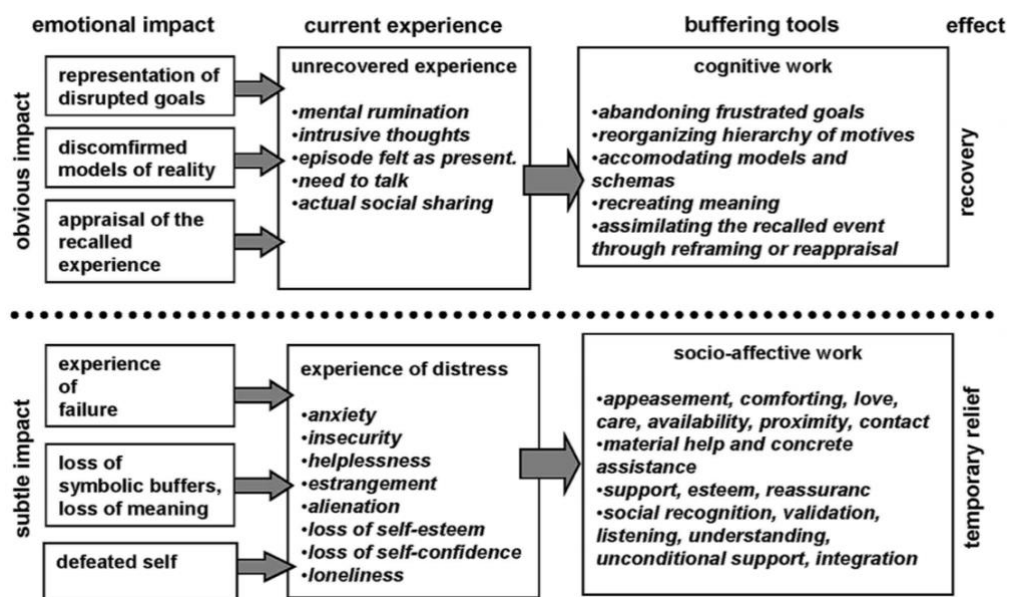 emotional impact
current experience
buffering tools
effect
obvious impact
representation of
disrupted goals
discomfirmed
models of reality
appraisal of the
recalled
experience
unrecovered experience
•mental rumination
•intrusive thoughts
•episode felt as present.
•need to talk
•actual social sharing
cognitive work
•abandoning frustrated goals
•reorganizing hierarchy of motives
•accomodating models and
schemas
•recreating meaning
•assimilating the recalled event
through reframing or reappraisal
recovery
subtle impact
experience
of
failure
loss of
symbolic buffers,
loss of meaning
defeated self
experience of distress
•anxiety
•insecurity
•helplessness
•estrangement
•alienation
•loss of self-esteem
•loss of self-confidence
•loneliness
socio-affective work
•appeasement, comforting, love,
care, availability, proximity, contact
•material help and concrete
assistance
•support, esteem, reassuranc
•social recognition, validation,
listening, understanding,
unconditional support, integration
temporary relief